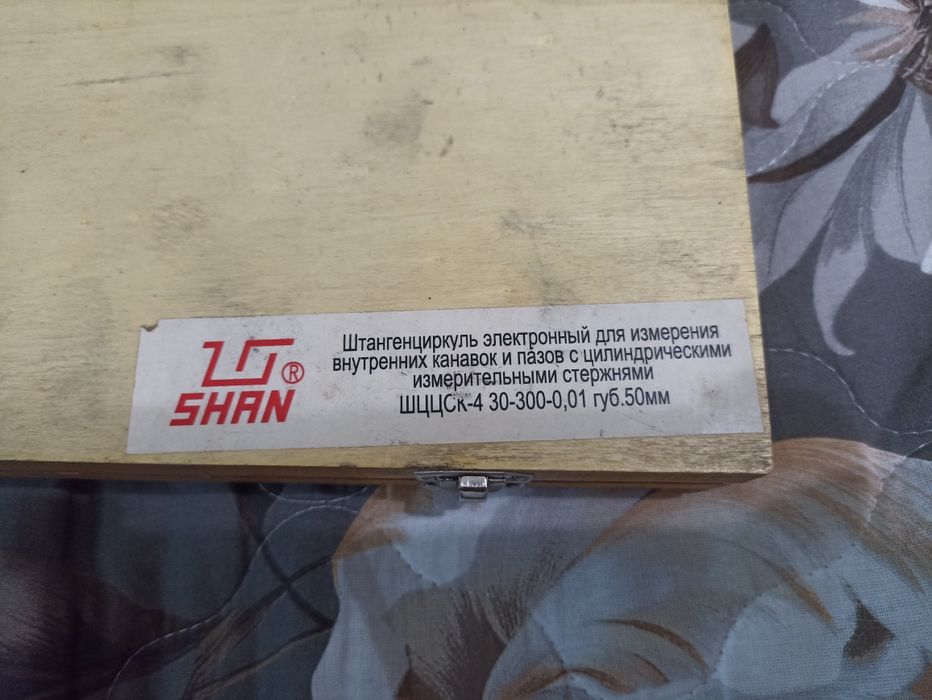 SHAN
®
Штангенциркуль электронный для измерения
внутренних канавок и пазов с цилиндрическими
измерительными стержнями
ШЦЦСК-4 30-300-0,01 губ.50мм